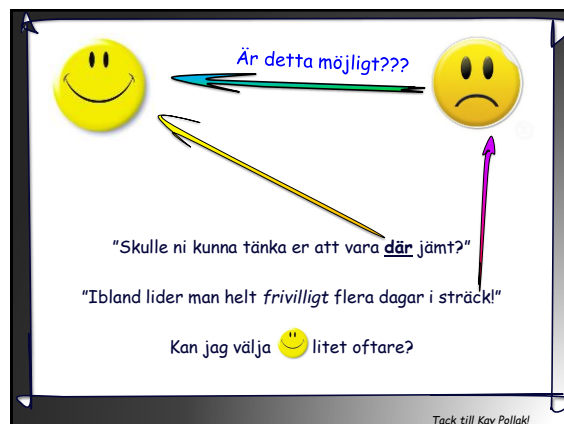 Är detta möjligt???
"Skulle ni kunna tänka er att vara där jämt?"
"Ibland lider man helt frivilligt flera dagar i sträck!"
Kan jag välja litet oftare?
Tack till Kay Pollak!